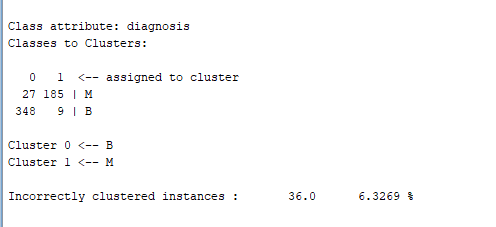 Class attribute: diagnosis
Classes to Clusters:
0 1 <-- assigned to cluster
27 185 | M
348 9 | B
Cluster 0 <-- B
Cluster 1 <-- M
Incorrectly clustered instances : 36.0 6.3269 %